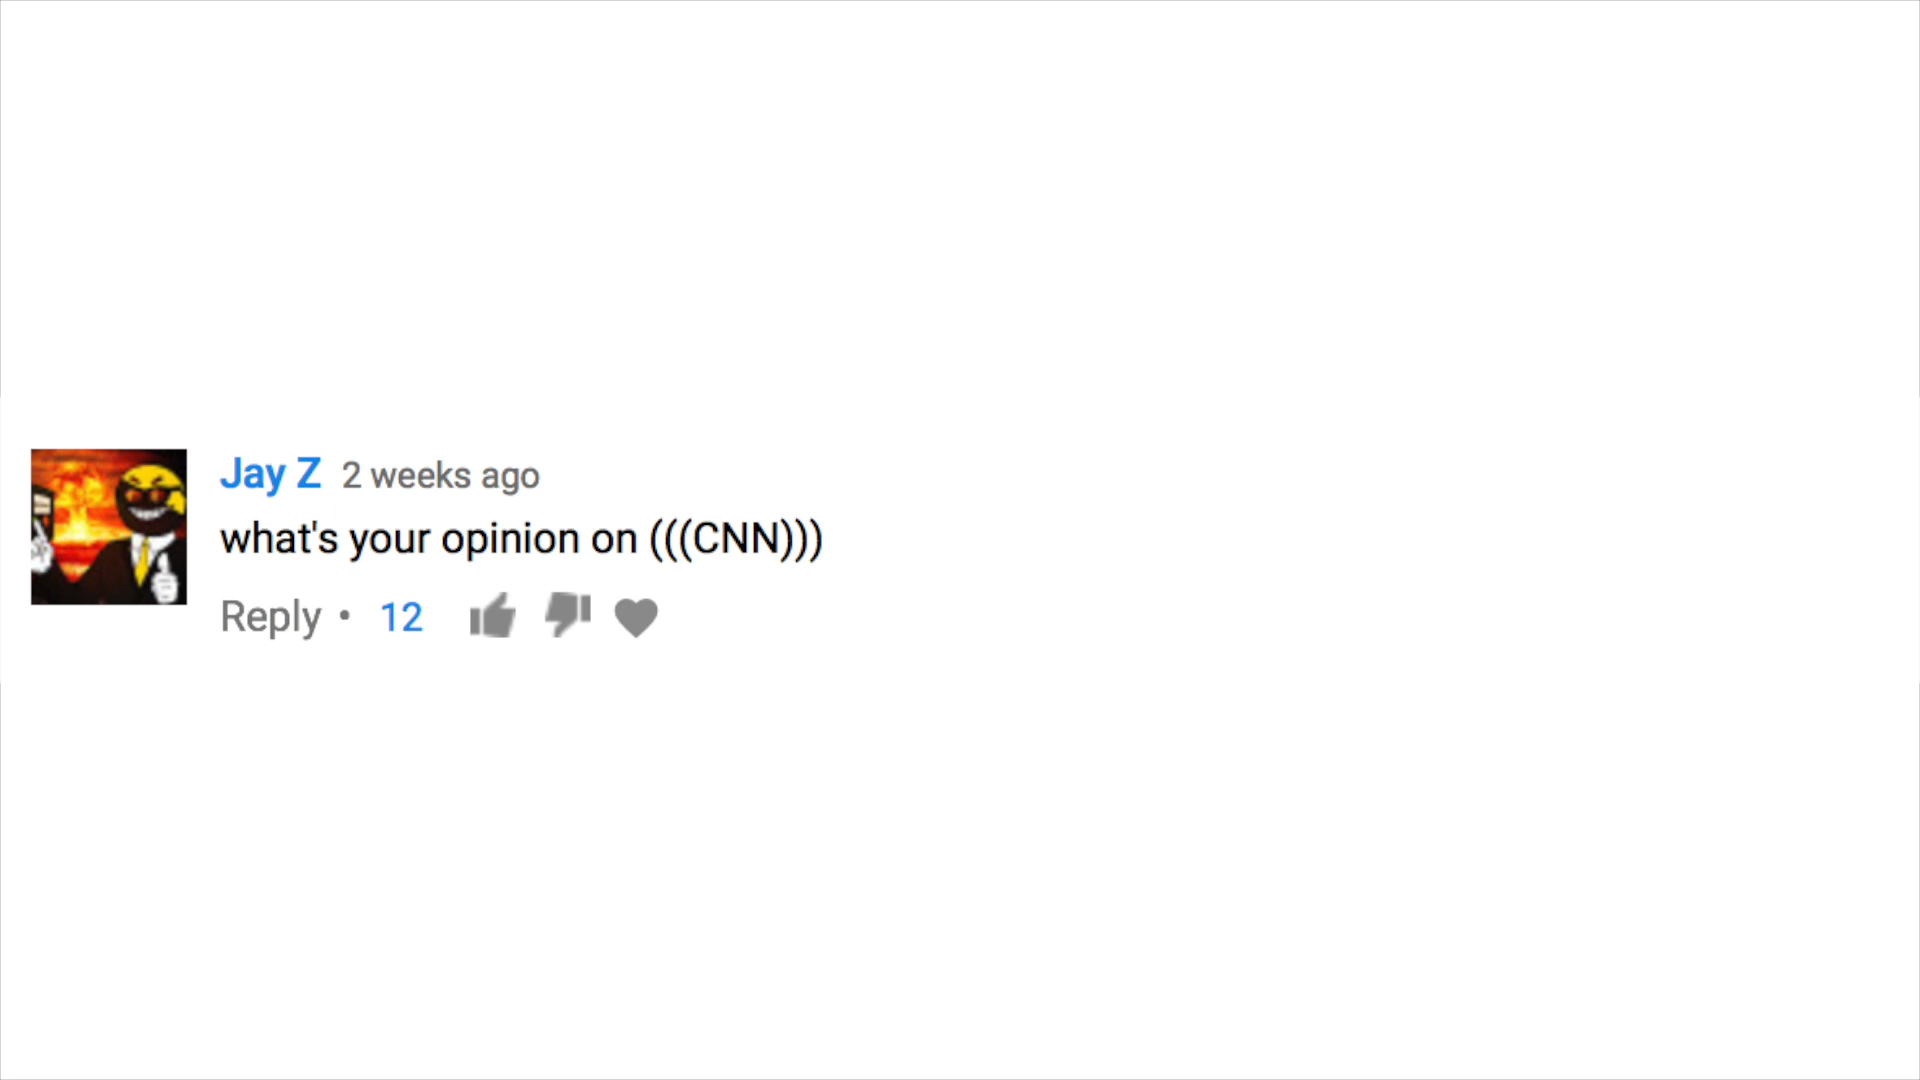 Jay Z 2 weeks ago
what's your opinion on (((CNN)))
Reply • 12